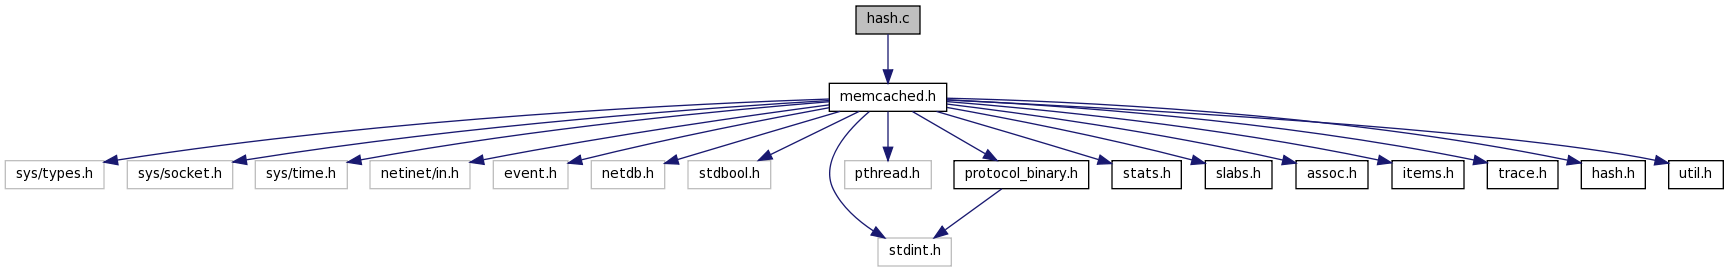 hash.c
memcached.h
sys/types.h
sys/socket.h
sys/time.h
netinet/in.h
event.h
netdb.h
stdbool.h
pthread.h
protocol_binary.h
stats.h
slabs.h
assoc.h
items.h
trace.h
hash.h
util.h
stdint.h